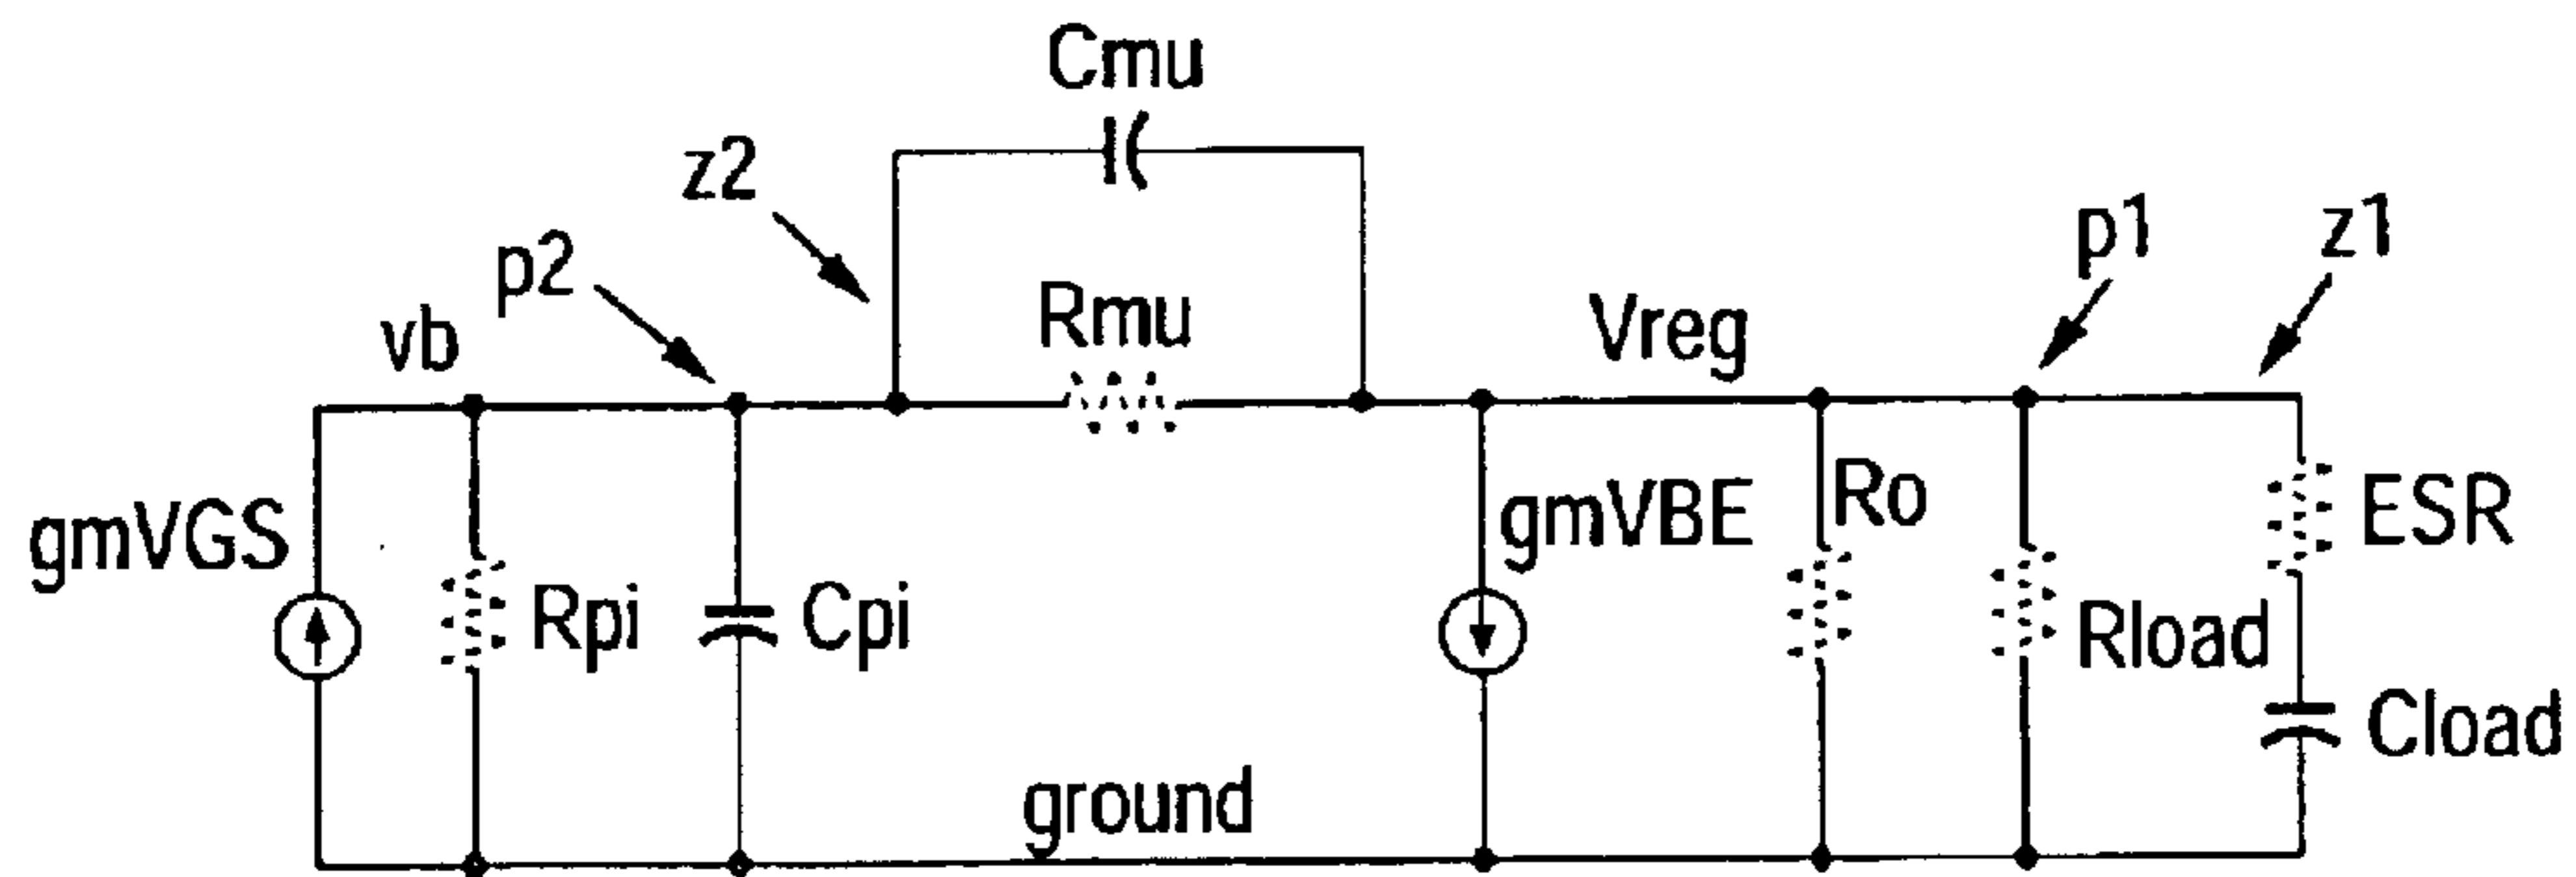 Cmu
z2
p2
vb
Rmu
Vreg
p1
z1
gmVGS
Rpi
Cpi
gmVBE
Ro
Rload
ESR
Cload
ground